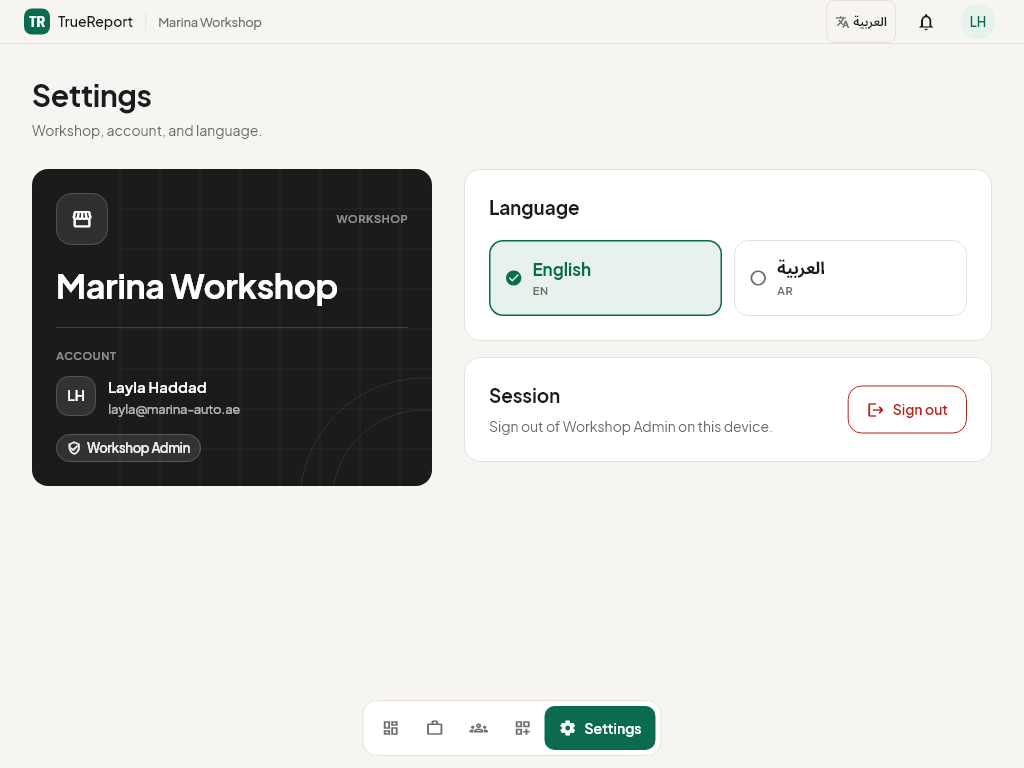 TR TrueReport Marina Workshop العربية LH
Settings
Workshop, account, and language.
WORKSHOP
Marina Workshop
ACCOUNT
LH
Layla Haddad
layla@marina-auto.ae
Workshop Admin
Language
English
EN
العربية
AR
Session
Sign out of Workshop Admin on this device.
Sign out
Settings